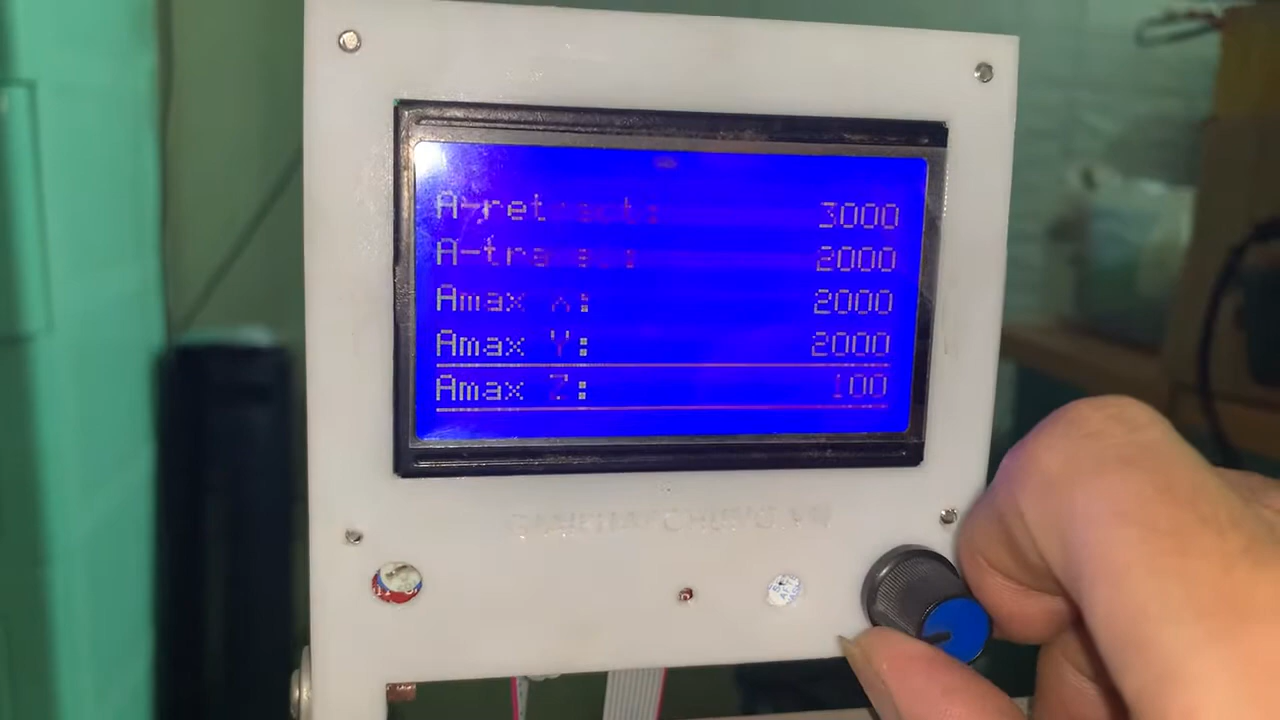 A-retract: 3000
A-travel: 2000
Amax X: 2000
Amax Y: 2000
Amax Z: 100